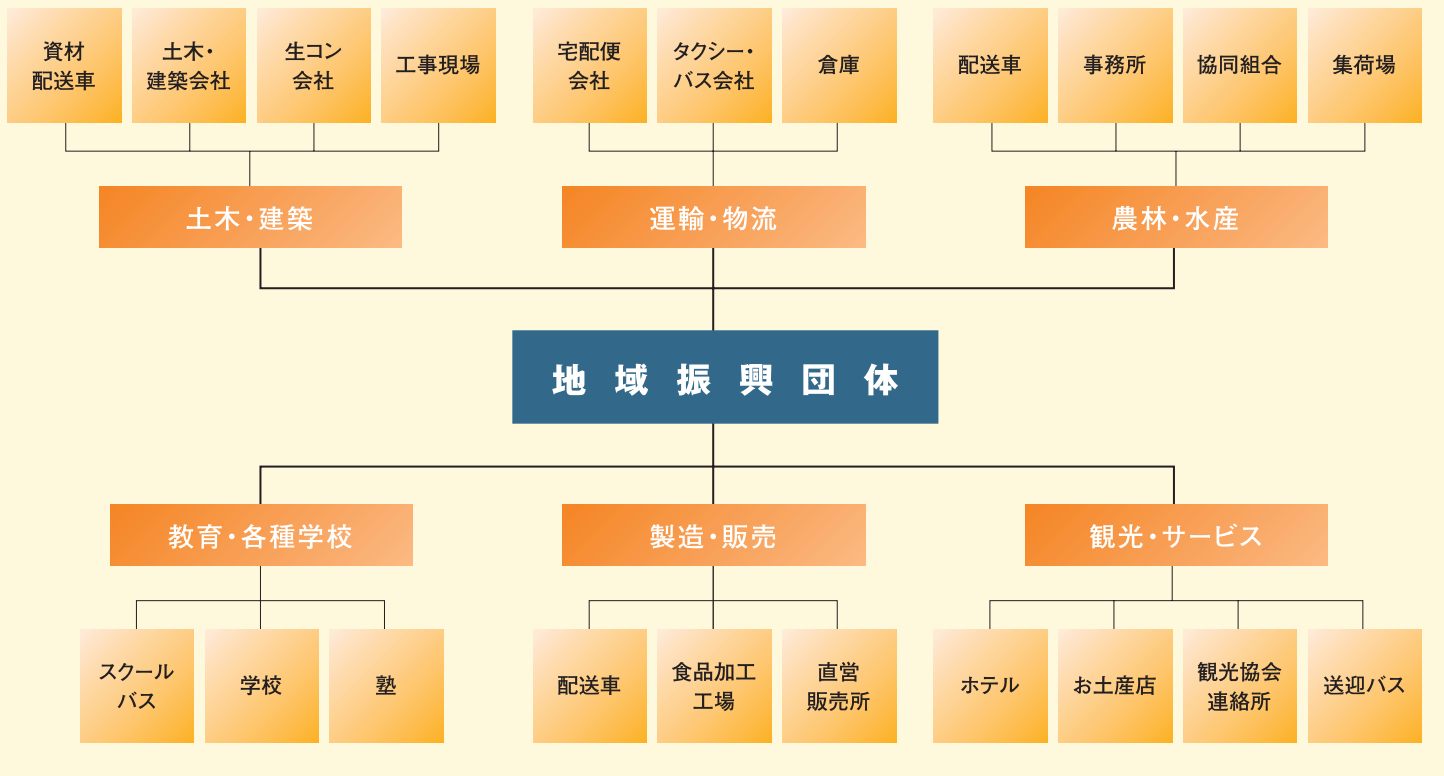 資材
配送車
土木・
建築会社
生コン
会社
工事現場
宅配便
会社
タクシー・
バス会社
倉庫
配送車
事務所
協同組合
集荷場
土木・建築
運輸・物流
農林・水産
地域振興団体
教育・各種学校
製造・販売
観光・サービス
スクール
バス
学校
塾
配送車
食品加工
工場
直営
販売所
ホテル
お土産店
観光協会
連絡所
送迎バス